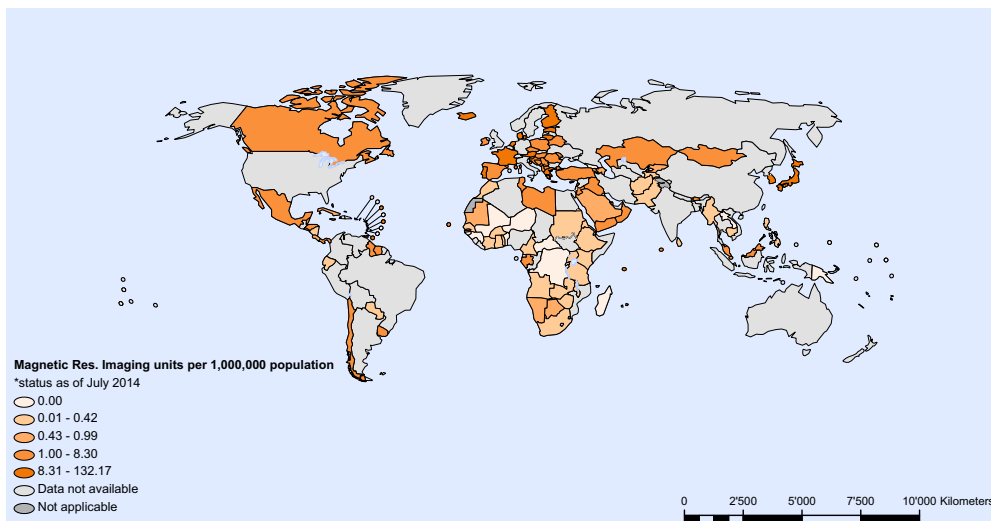 Magnetic Res. Imaging units per 1,000,000 population
*status as of July 2014
0.00
0.01 - 0.42
0.43 - 0.99
1.00 - 8.30
8.31 - 132.17
Data not available
Not applicable
0 2'500 5'000 7'500 10'000 Kilometers